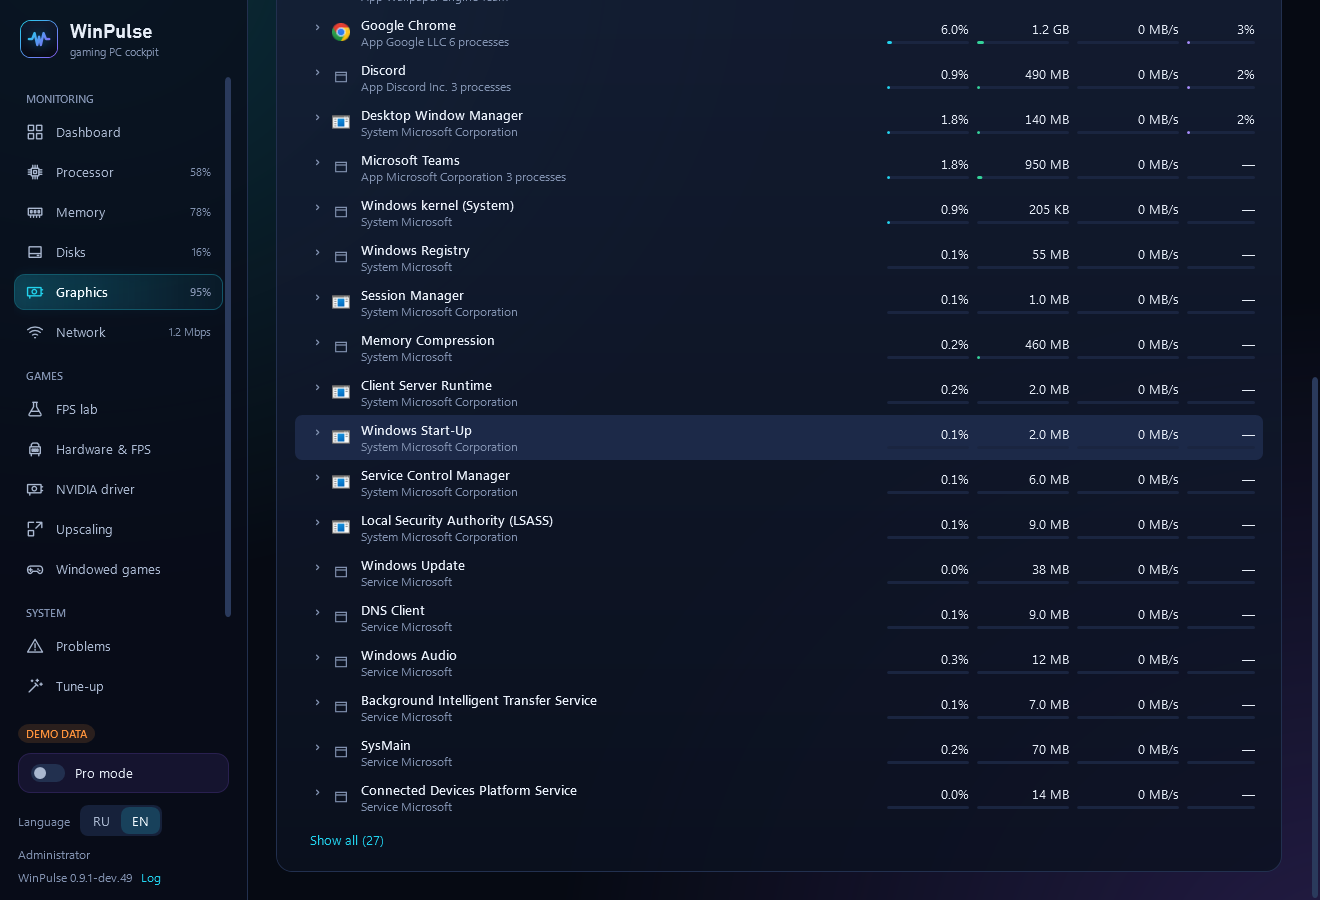 WinPulse
gaming PC cockpit
MONITORING
Dashboard
Processor 58%
Memory 78%
Disks 16%
Graphics 95%
Network 1.2 Mbps
GAMES
FPS lab
Hardware & FPS
NVIDIA driver
Upscaling
Windowed games
SYSTEM
Problems
Tune-up
DEMO DATA
Pro mode
Language RU EN
Administrator
WinPulse 0.9.1-dev.49 Log
Google Chrome 6.0% 1.2 GB 0 MB/s 3%
App Google LLC 6 processes
Discord 0.9% 490 MB 0 MB/s 2%
App Discord Inc. 3 processes
Desktop Window Manager 1.8% 140 MB 0 MB/s 2%
System Microsoft Corporation
Microsoft Teams 1.8% 950 MB 0 MB/s —
App Microsoft Corporation 3 processes
Windows kernel (System) 0.9% 205 KB 0 MB/s —
System Microsoft
Windows Registry 0.1% 55 MB 0 MB/s —
System Microsoft
Session Manager 0.1% 1.0 MB 0 MB/s —
System Microsoft Corporation
Memory Compression 0.2% 460 MB 0 MB/s —
System Microsoft
Client Server Runtime 0.2% 2.0 MB 0 MB/s —
System Microsoft Corporation
Windows Start-Up 0.1% 2.0 MB 0 MB/s —
System Microsoft Corporation
Service Control Manager 0.1% 6.0 MB 0 MB/s —
System Microsoft Corporation
Local Security Authority (LSASS) 0.1% 9.0 MB 0 MB/s —
System Microsoft Corporation
Windows Update 0.0% 38 MB 0 MB/s —
Service Microsoft
DNS Client 0.1% 9.0 MB 0 MB/s —
Service Microsoft
Windows Audio 0.3% 12 MB 0 MB/s —
Service Microsoft
Background Intelligent Transfer Service 0.1% 7.0 MB 0 MB/s —
Service Microsoft
SysMain 0.2% 70 MB 0 MB/s —
Service Microsoft
Connected Devices Platform Service 0.0% 14 MB 0 MB/s —
Service Microsoft
Show all (27)